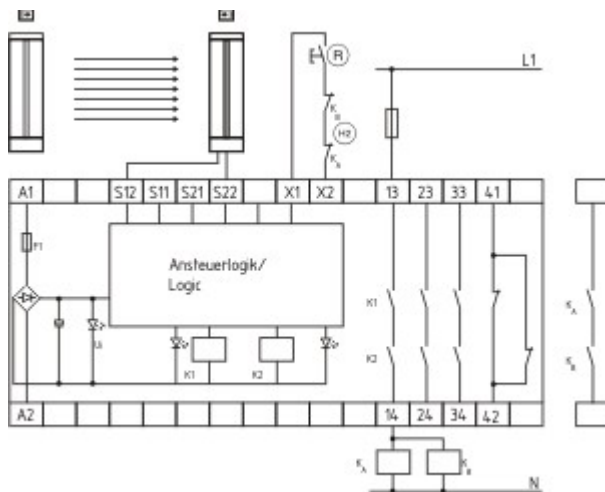 R
L1
K B
H2
K A
A1 S12 S11 S21 S22 X1 X2 13 23 33 41
F1
Ansteuerlogik/
Logic
K1
K A
Ui
K1 K2
K2
K B
A2 14 24 34 42
K A K B
N